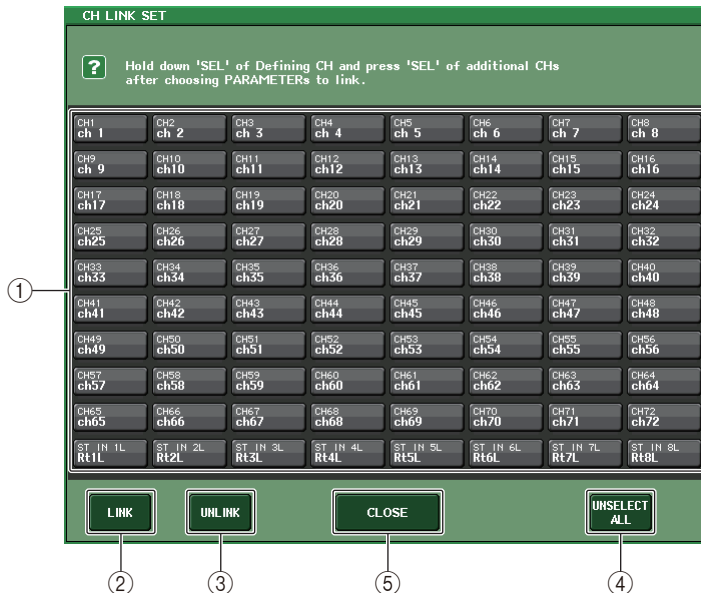 CH LINK SET
?
Hold down 'SEL' of Defining CH and press 'SEL' of additional CHs
after choosing PARAMETERs to link.
CH1 CH2 CH3 CH4 CH5 CH6 CH7 CH8
ch 1 ch 2 ch 3 ch 4 ch 5 ch 6 ch 7 ch 8
CH9 CH10 CH11 CH12 CH13 CH14 CH15 CH16
ch 9 ch10 ch11 ch12 ch13 ch14 ch15 ch16
CH17 CH18 CH19 CH20 CH21 CH22 CH23 CH24
ch17 ch18 ch19 ch20 ch21 ch22 ch23 ch24
CH25 CH26 CH27 CH28 CH29 CH30 CH31 CH32
ch25 ch26 ch27 ch28 ch29 ch30 ch31 ch32
CH33 CH34 CH35 CH36 CH37 CH38 CH39 CH40
ch33 ch34 ch35 ch36 ch37 ch38 ch39 ch40
①
CH41 CH42 CH43 CH44 CH45 CH46 CH47 CH48
ch41 ch42 ch43 ch44 ch45 ch46 ch47 ch48
CH49 CH50 CH51 CH52 CH53 CH54 CH55 CH56
ch49 ch50 ch51 ch52 ch53 ch54 ch55 ch56
CH57 CH58 CH59 CH60 CH61 CH62 CH63 CH64
ch57 ch58 ch59 ch60 ch61 ch62 ch63 ch64
CH65 CH66 CH67 CH68 CH69 CH70 CH71 CH72
ch65 ch66 ch67 ch68 ch69 ch70 ch71 ch72
ST IN 1L ST IN 2L ST IN 3L ST IN 4L ST IN 5L ST IN 6L ST IN 7L ST IN 8L
Rt1L Rt2L Rt3L Rt4L Rt5L Rt6L Rt7L Rt8L
LINK UNLINK CLOSE UNSELECT
ALL
② ③ ⑤ ④